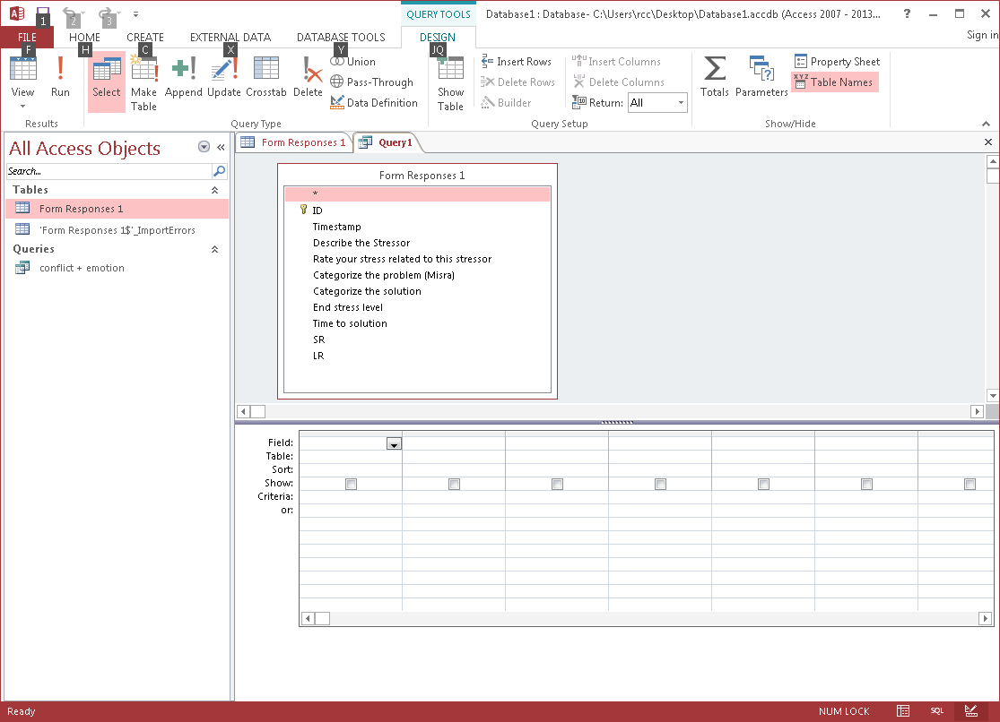 QUERY TOOLS
Database1 : Database- C:\Users\rcc\Desktop\Database1.accdb (Access 2007 - 2013...
?
1 2 3
FILE HOME CREATE EXTERNAL DATA DATABASE TOOLS DESIGN
Sign in
F H C X Y JQ
View
Run
Results
Select
Make Table
Append
Update
Crosstab
Delete
Union
Pass-Through
Data Definition
Query Type
Show Table
Insert Rows
Delete Rows
Builder
Insert Columns
Delete Columns
Return: All
Query Setup
Totals
Parameters
Property Sheet
XYZ Table Names
Show/Hide
All Access Objects
Search...
Tables
Form Responses 1
'Form Responses 1$'_ImportErrors
Queries
conflict + emotion
Form Responses 1
Query1
Form Responses 1
*
ID
Timestamp
Describe the Stressor
Rate your stress related to this stressor
Categorize the problem (Misra)
Categorize the solution
End stress level
Time to solution
SR
LR
Field:
Table:
Sort:
Show:
Criteria:
or:
Ready
NUM LOCK
SQL